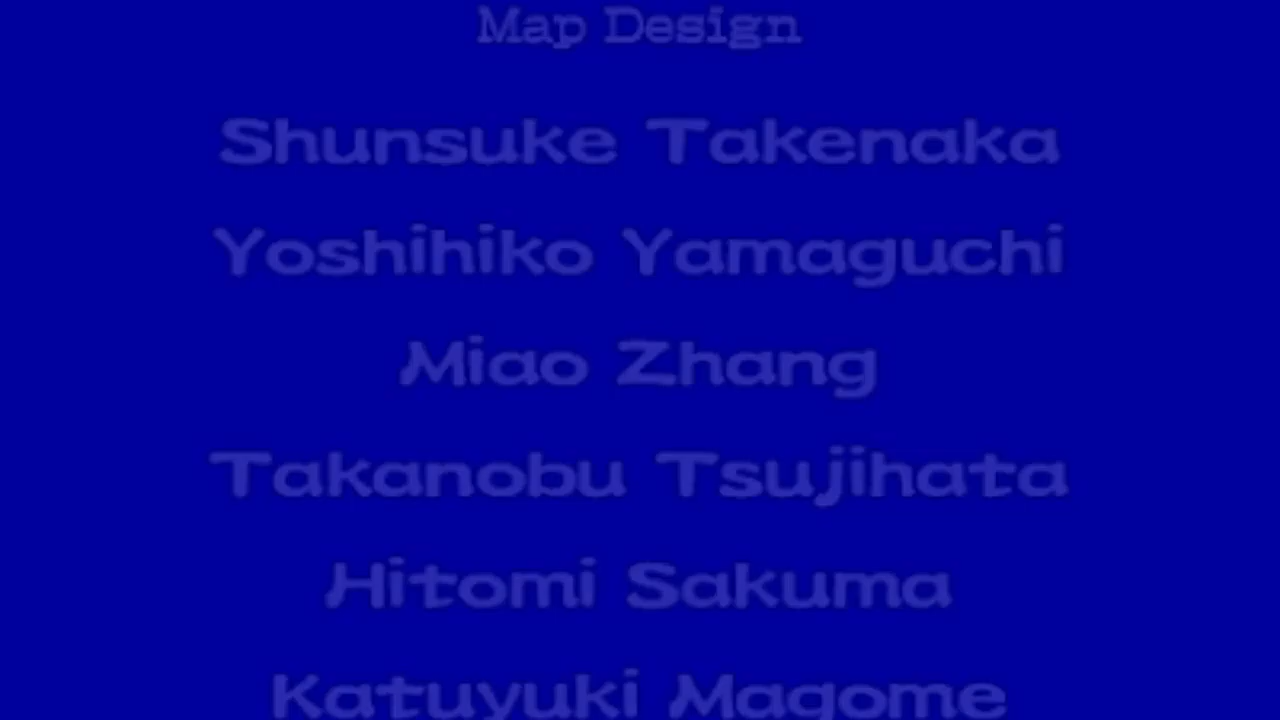 Map Design
Shunsuke Takenaka
Yoshihiko Yamaguchi
Miao Zhang
Takanobu Tsujihata
Hitomi Sakuma
Katuyuki Magome